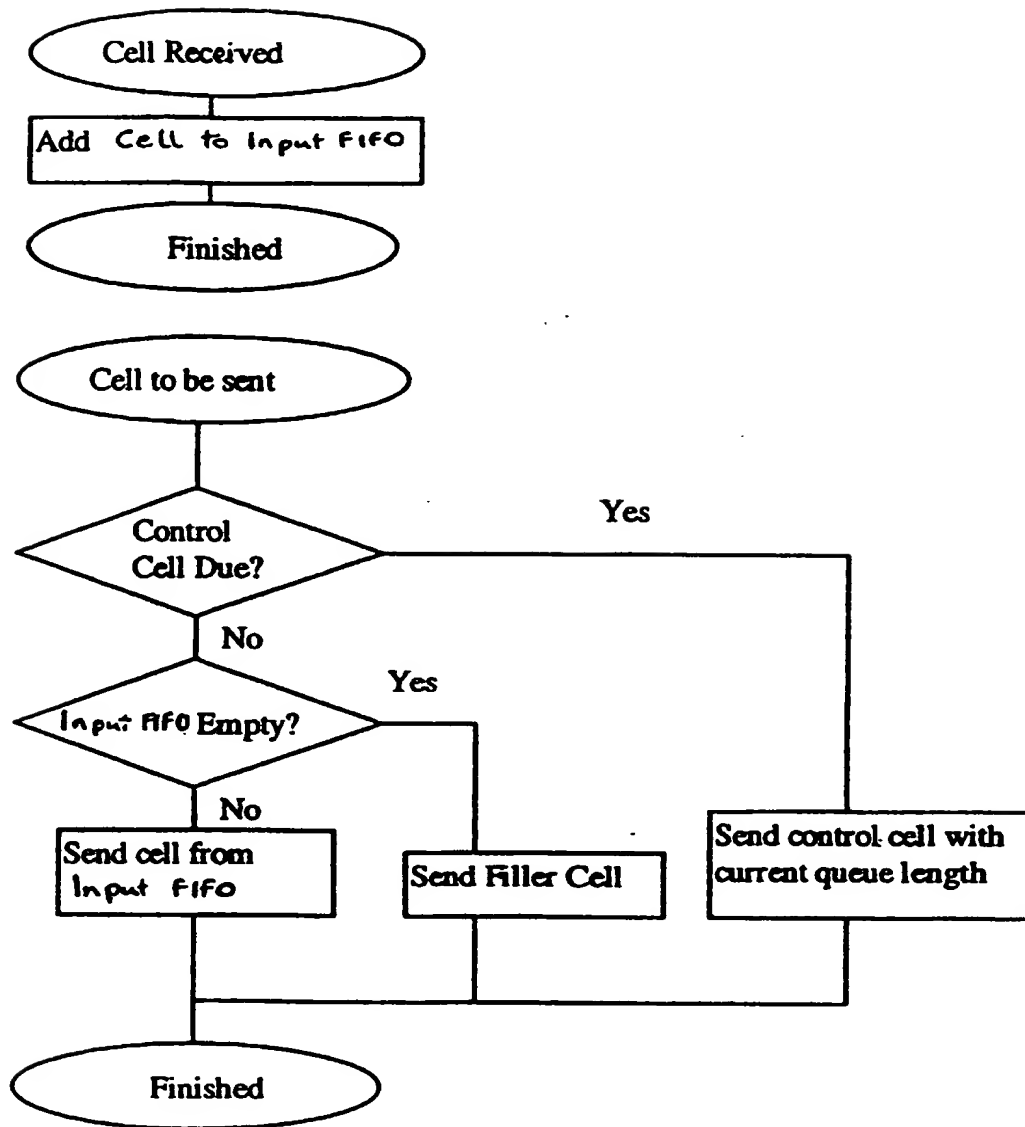 Cell Received
Add Cell to Input FIFO
Finished
Cell to be sent
Yes
Control
Cell Due?
No
Yes
Input FIFO Empty?
No
Send cell from
Input FIFO
Send Filler Cell
Send control cell with
current queue length
Finished